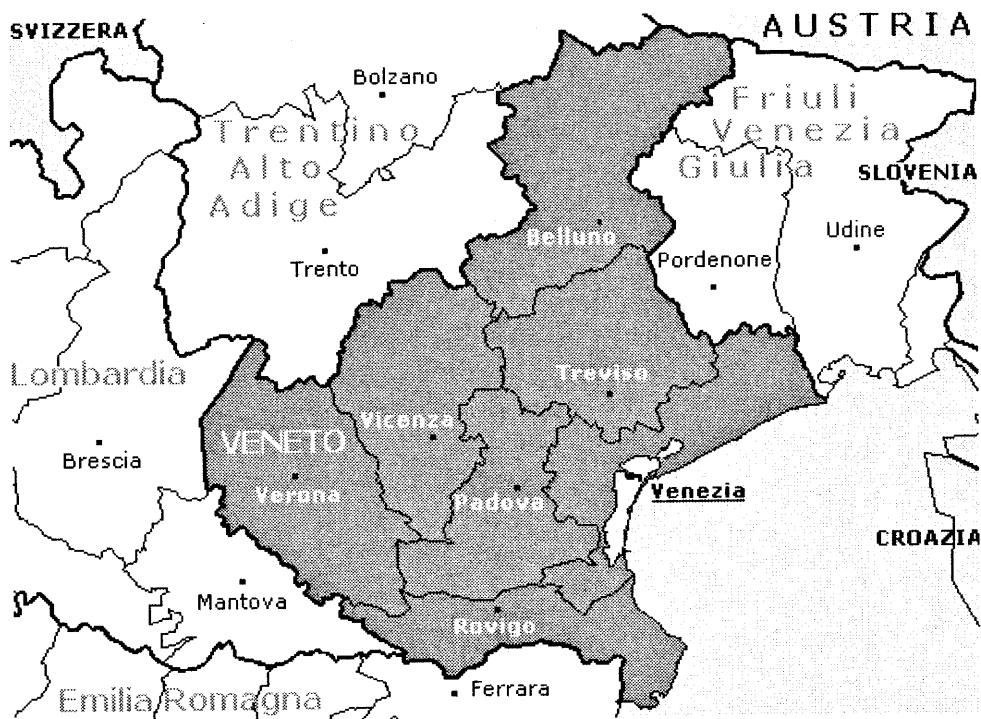 SVIZZERA
AUSTRIA
Bolzano
Friuli
Venezia
Giulia
Trentino
Alto
Adige
SLOVENIA
Belluno
Udine
Trento
Pordenone
Lombardia
Treviso
Vicenza
VENETO
Brescia
Verona
Padova
Venezia
CROAZIA
Mantova
Rovigo
Emilia Romagna
Ferrara